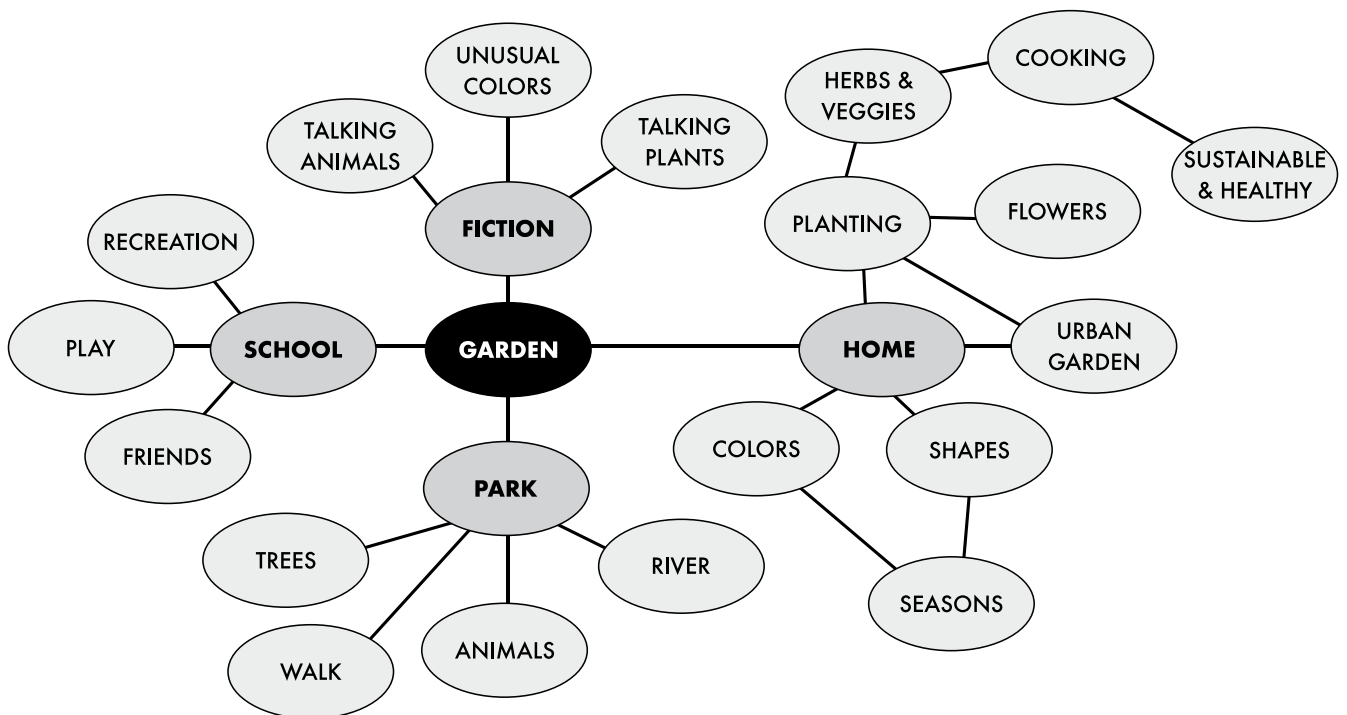 UNUSUAL
COLORS
TALKING
ANIMALS
TALKING
PLANTS
FICTION
HERBS &
VEGGIES
COOKING
SUSTAINABLE
& HEALTHY
PLANTING
FLOWERS
RECREATION
PLAY
SCHOOL
FRIENDS
GARDEN
HOME
URBAN
GARDEN
COLORS
SHAPES
SEASONS
PARK
TREES
WALK
ANIMALS
RIVER